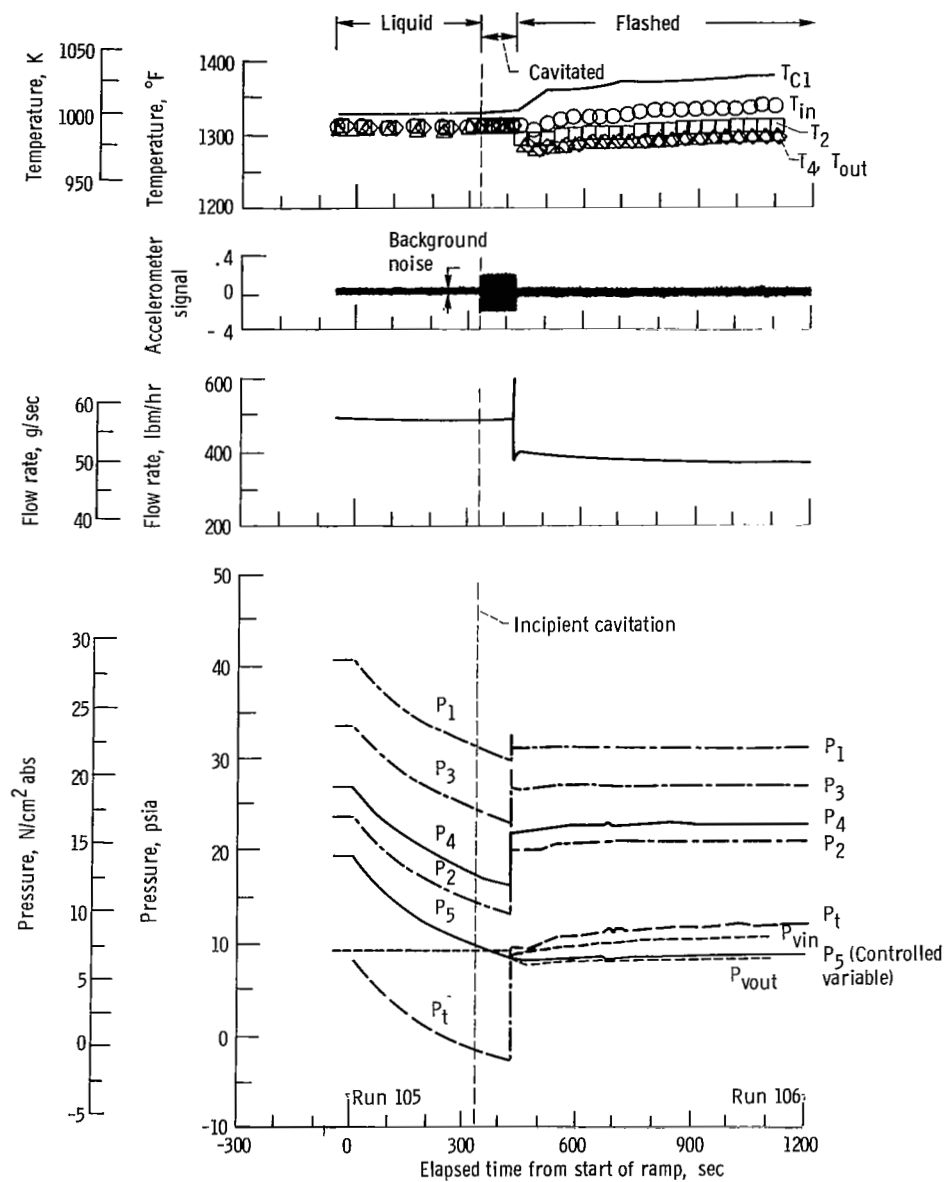 Liquid
Flashed
Cavitated
Temperature, K
1050
1000
950
Temperature, °F
1400
1300
1200
T_C1
T_in
T_2
T_4, T_out
Accelerometer signal
.4
0
-.4
Background
noise
Flow rate, g/sec
60
50
40
Flow rate, lbm/hr
600
400
200
Pressure, N/cm² abs
30
25
20
15
10
5
0
-5
Pressure, psia
50
40
30
20
10
0
-10
Incipient cavitation
P_1
P_3
P_4
P_2
P_5
P_t
P_1
P_3
P_4
P_2
P_t
P_vin
P_5 (Controlled
variable)
P_vout
Run 105
Run 106
-300
0
300
600
900
1200
Elapsed time from start of ramp, sec